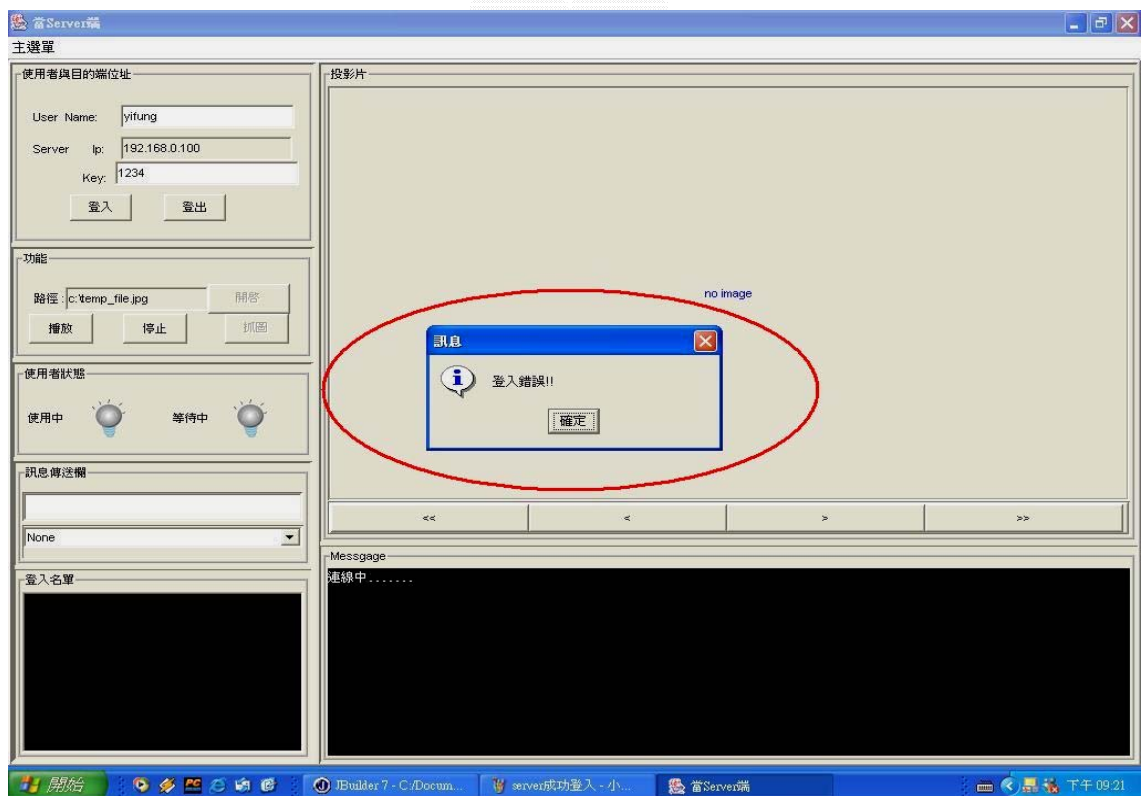 當Server端
主選單
使用者與目的端位址
User Name: yifung
Server Ip: 192.168.0.100
Key: 1234
登入 登出
功能
路徑 : c:\temp_file.jpg 開啓
播放 停止 抓圖
使用者狀態
使用中 等待中
訊息傳送欄
None
登入名單
投影片
no image
訊息
登入錯誤!!
確定
<< < > >>
Messgage
連線中.......
開始 JBuilder 7 - C:/Docum... server成功登入 - 小... 當Server端 下午 09:21